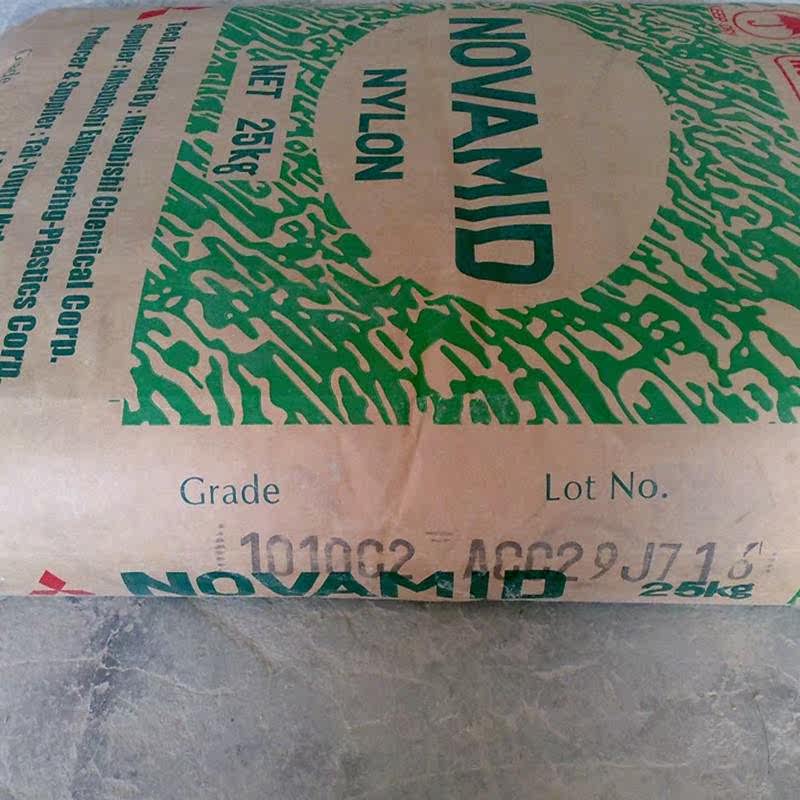 NOVAMID
NYLON
NET 25kg
Tech Licensed By : Mitsubishi Chemical Corp.
Supplier : Mitsubishi Engineering-Plastics Corp.
Producer & Supplier : Tai-Young
Grade
Lot No.
1010C2
NOVAMID 25kg